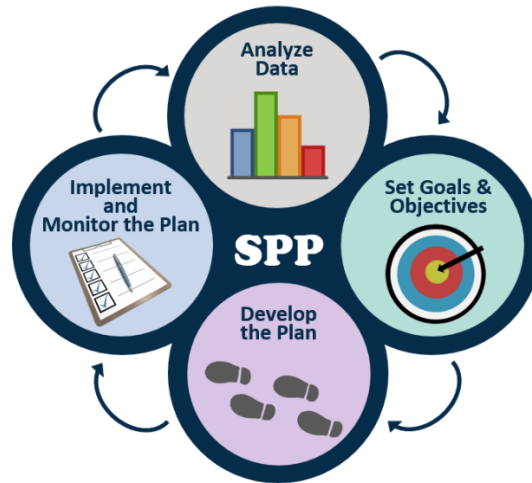 Analyze
Data
Set Goals &
Objectives
Develop
the Plan
Implement
and
Monitor the Plan
SPP